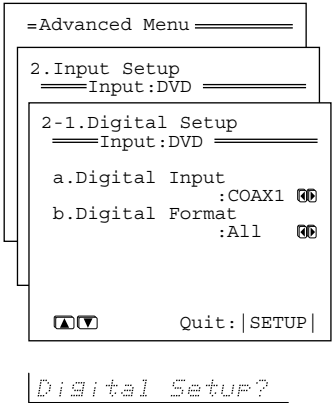 =Advanced Menu
2.Input Setup
Input:DVD
2-1.Digital Setup
Input:DVD
a.Digital Input
:COAX1
b.Digital Format
:All
Quit:|SETUP|
Digital Setup?